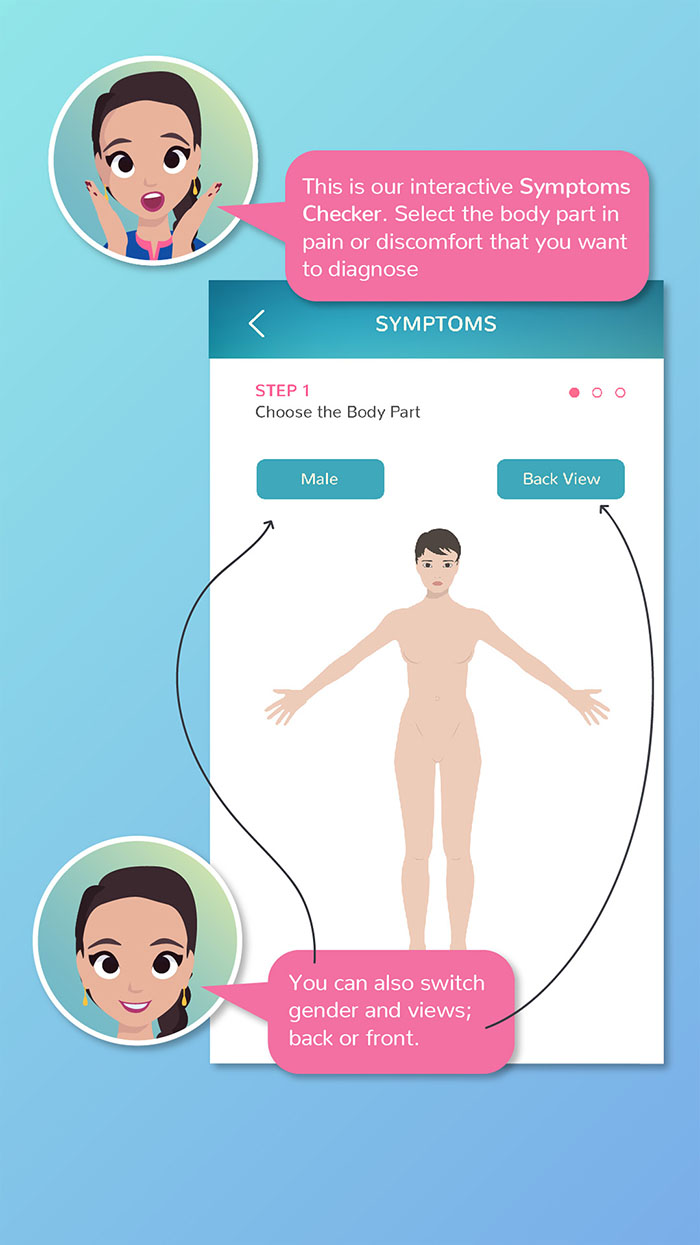 This is our interactive Symptoms
Checker. Select the body part in
pain or discomfort that you want
to diagnose
SYMPTOMS
STEP 1
Choose the Body Part
Male
Back View
You can also switch
gender and views;
back or front.